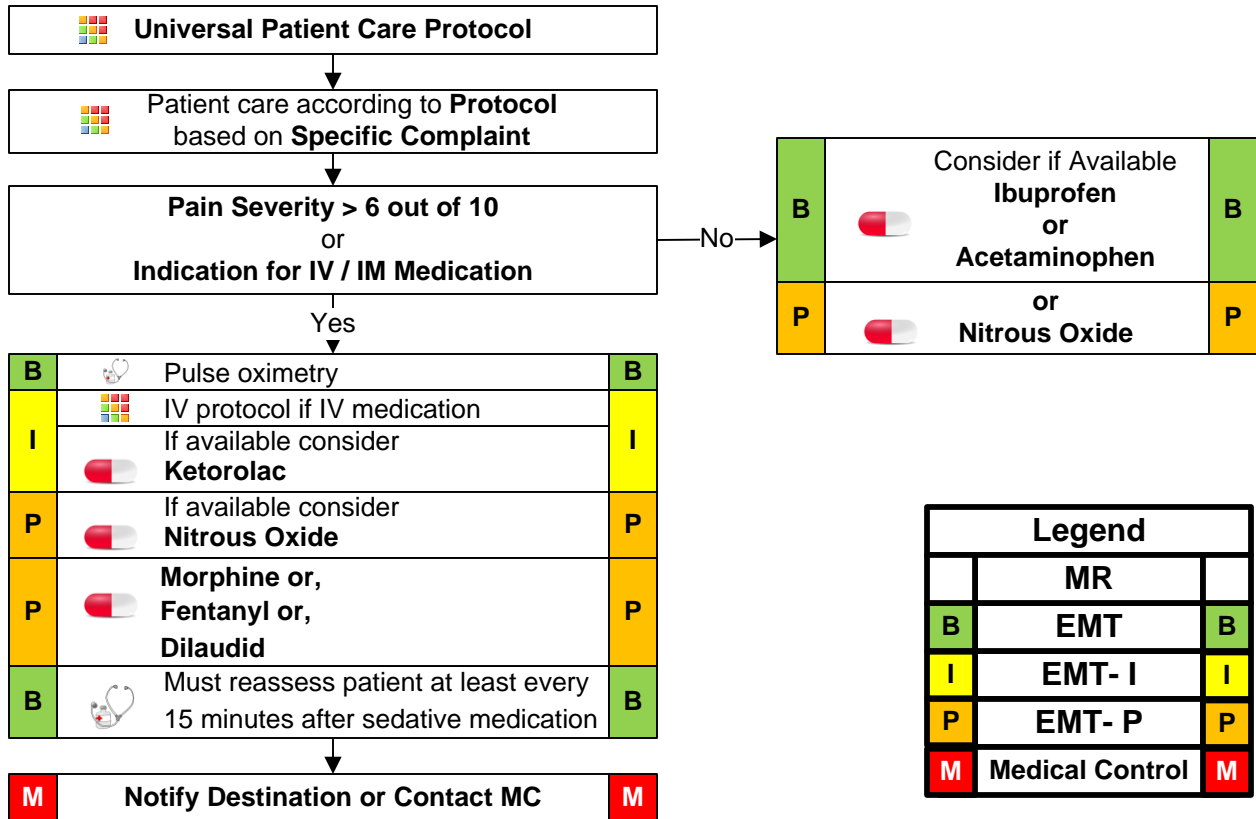 Universal Patient Care Protocol
Patient care according to Protocol
based on Specific Complaint
Pain Severity > 6 out of 10
or
Indication for IV / IM Medication
No
B
Consider if Available
Ibuprofen
or
Acetaminophen
B
P
or
Nitrous Oxide
P
Yes
B
Pulse oximetry
B
I
IV protocol if IV medication
If available consider
Ketorolac
I
P
If available consider
Nitrous Oxide
P
P
Morphine or,
Fentanyl or,
Dilaudid
P
B
Must reassess patient at least every
15 minutes after sedative medication
B
M
Notify Destination or Contact MC
M
Legend
MR
B
EMT
B
I
EMT- I
I
P
EMT- P
P
M
Medical Control
M